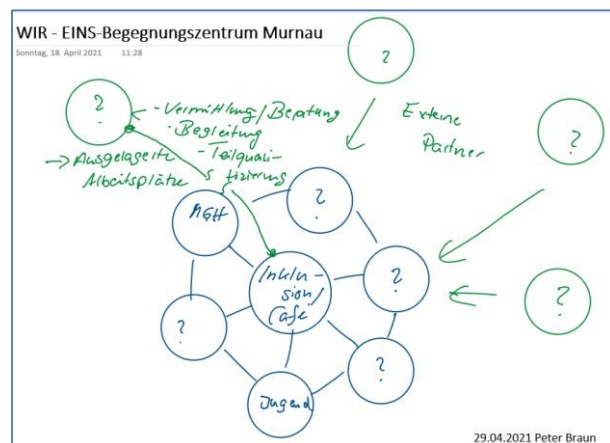 WIR - EINS-Begegnungszentrum Murnau
Sonntag, 18. April 2021 11:28
?
?
?
- Vermittlung/Beratung
- Begleitung
- Teilquali-
fizierung
-> Ausgelagerte
Arbeitsplätze
Externe
Partner
MGH
?
Inklu-
sion/
Café
?
?
?
?
Jugend
29.04.2021 Peter Braun